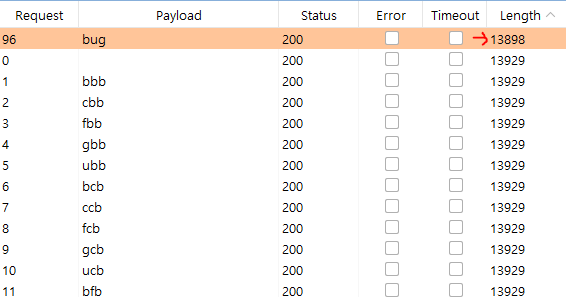 Request Payload Status Error Timeout Length
96 bug 200 13898
0 200 13929
1 bbb 200 13929
2 cbb 200 13929
3 fbb 200 13929
4 gbb 200 13929
5 ubb 200 13929
6 bcb 200 13929
7 ccb 200 13929
8 fcb 200 13929
9 gcb 200 13929
10 ucb 200 13929
11 bfb 200 13929